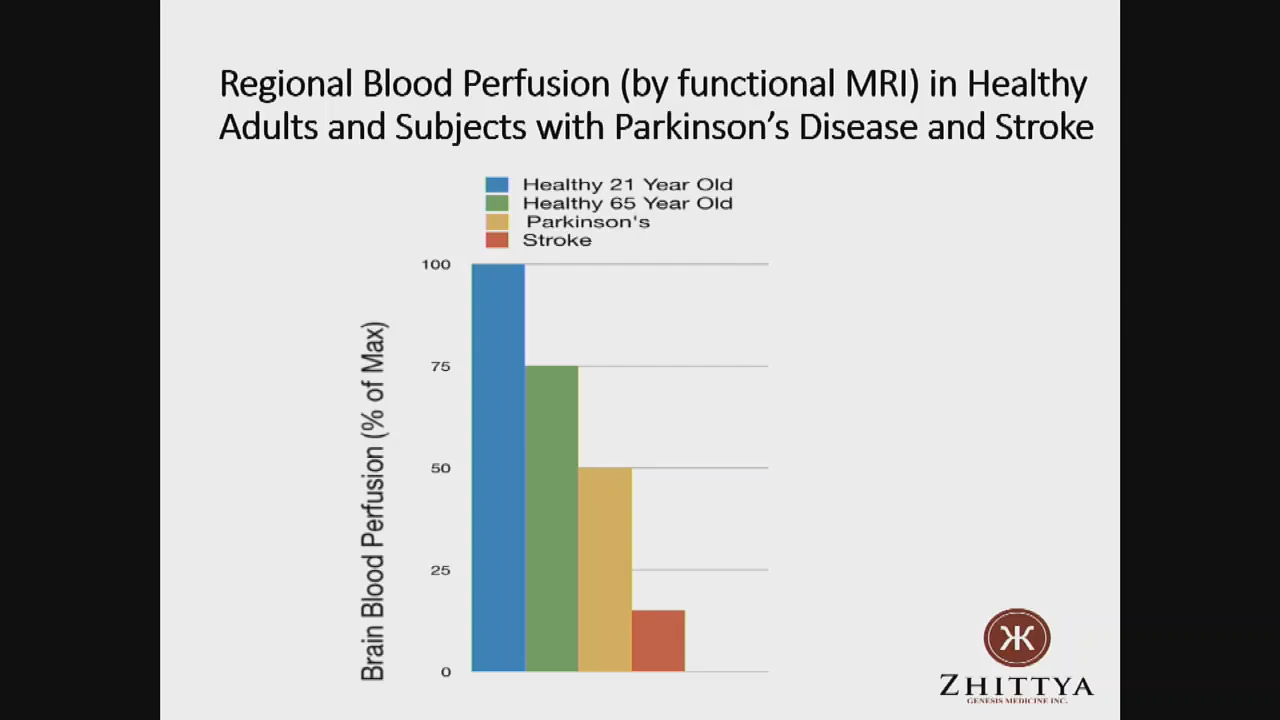 Regional Blood Perfusion (by functional MRI) in Healthy
Adults and Subjects with Parkinson's Disease and Stroke
Healthy 21 Year Old
Healthy 65 Year Old
Parkinson's
Stroke
Brain Blood Perfusion (% of Max)
100
75
50
25
0
ZHITTYA
GENESIS MEDICINE INC.